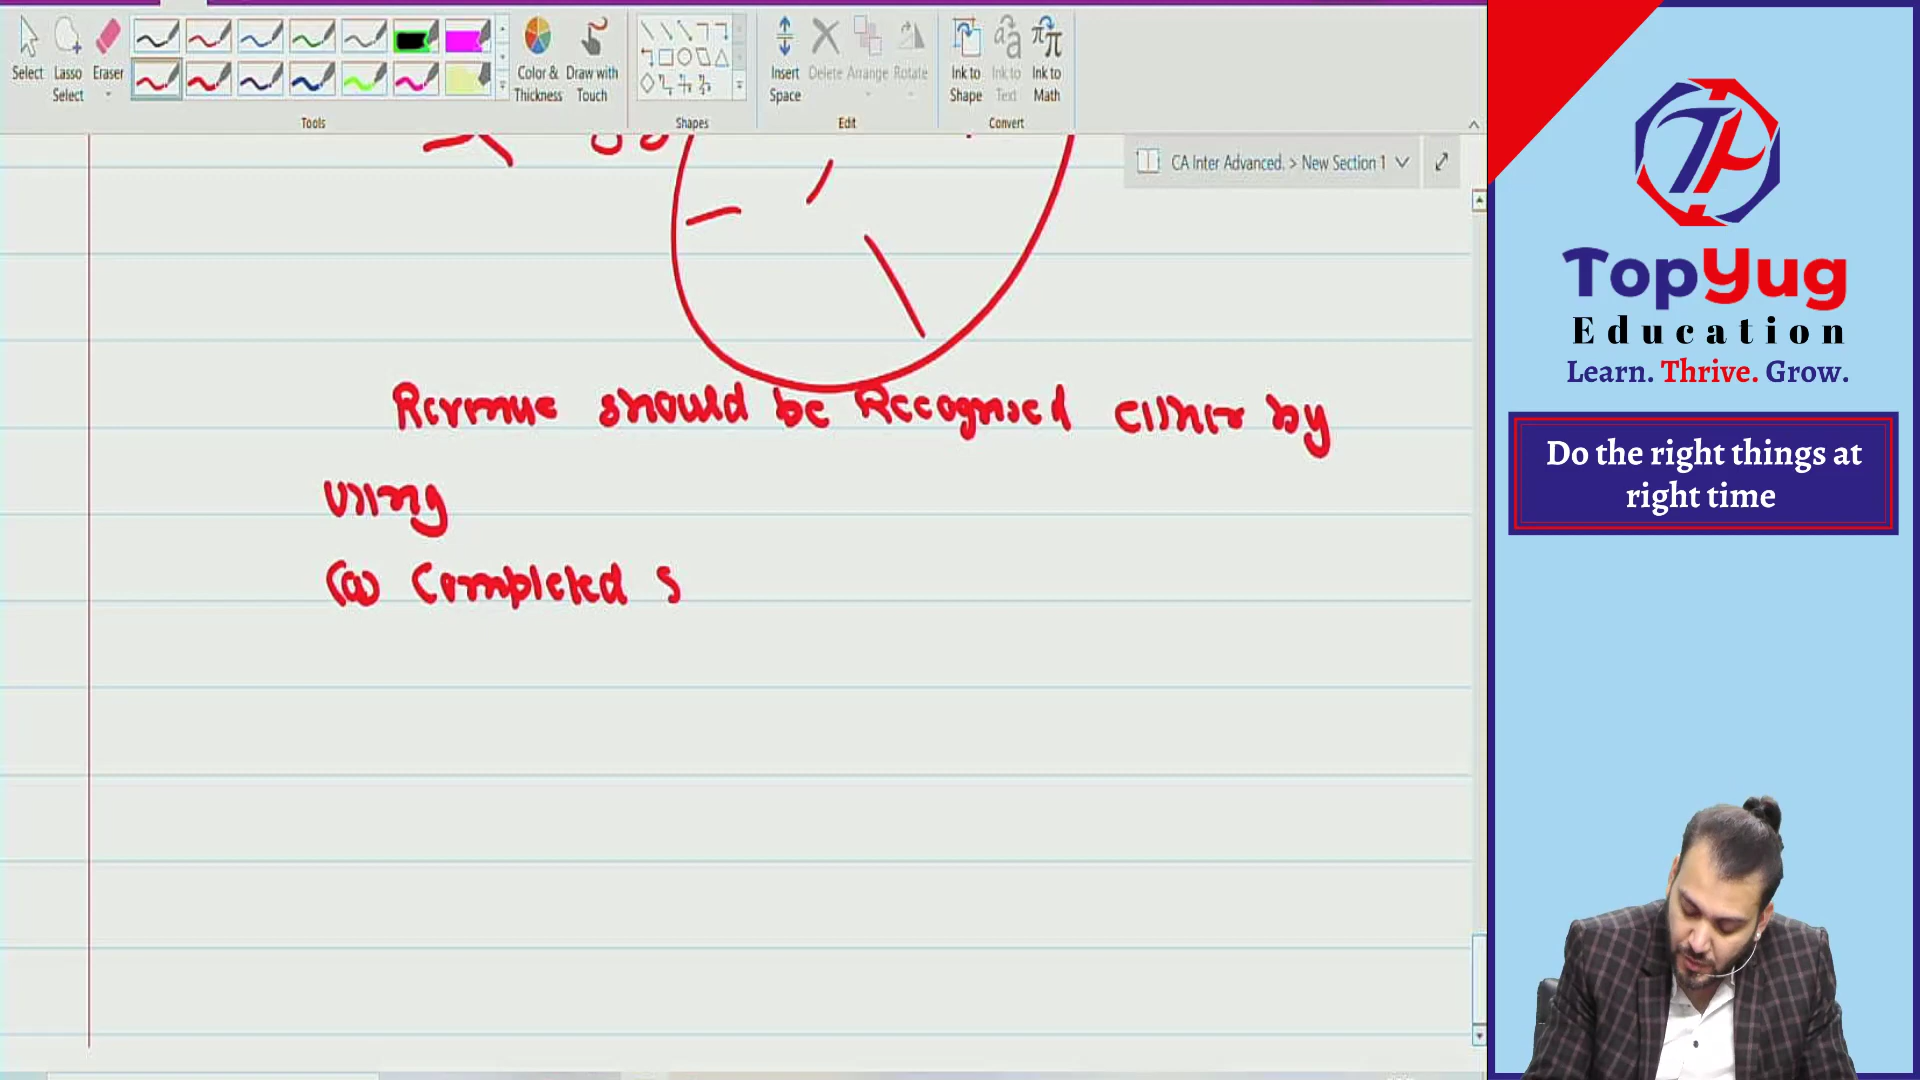 Select
Lasso Select
Eraser
Color & Thickness
Draw with Touch
Insert Space
Delete
Arrange
Rotate
Ink to Shape
Ink to Text
Ink to Math
Tools
Shapes
Edit
Convert
CA Inter Advanced. > New Section 1
Revenue should be Recognised either by
using
(a) Completed s
TopYug
Education
Learn. Thrive. Grow.
Do the right things at
right time